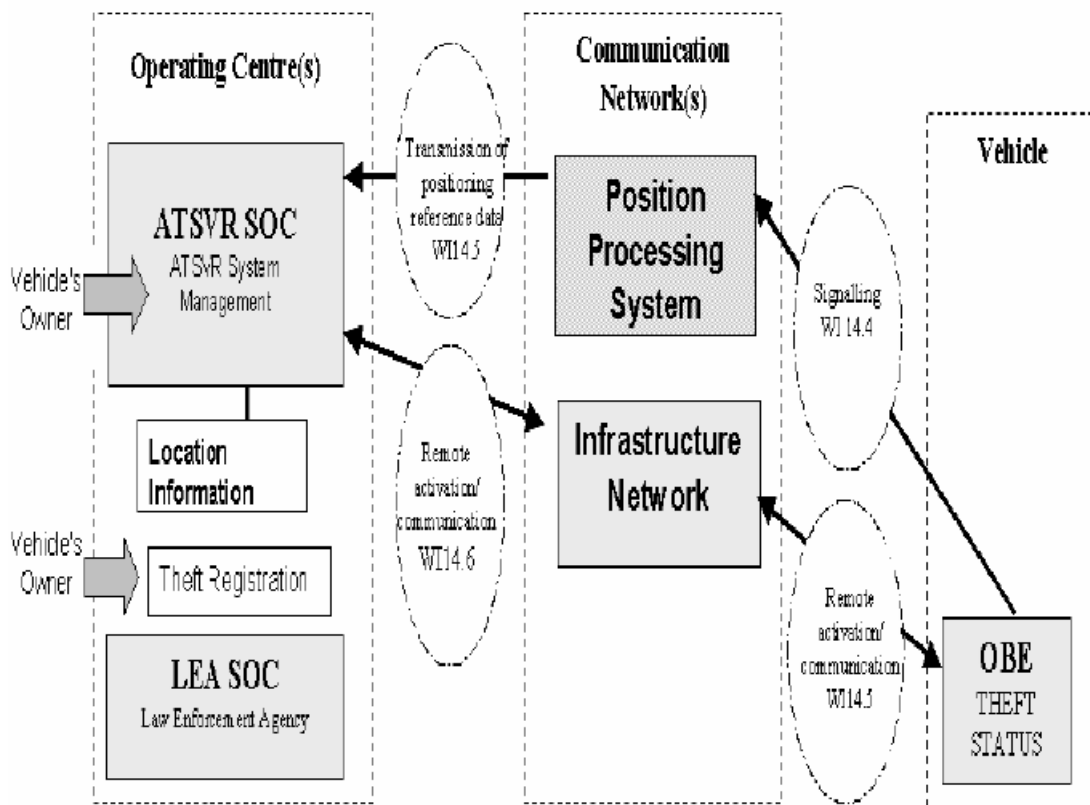 Operating Centre(s)
Communication
Network(s)
Vehicle
Transmission of
positioning
reference data
WI14.5
Position
Processing
System
ATSVR SOC
ATSVR System
Management
Vehicle's
Owner
Signalling
WI 14.4
Location
Information
Remote
activation/
communication
WI14.6
Infrastructure
Network
Vehicle's
Owner
Theft Registration
Remote
activation/
communication
WI14.5
LEA SOC
Law Enforcement Agency
OBE
THEFT
STATUS